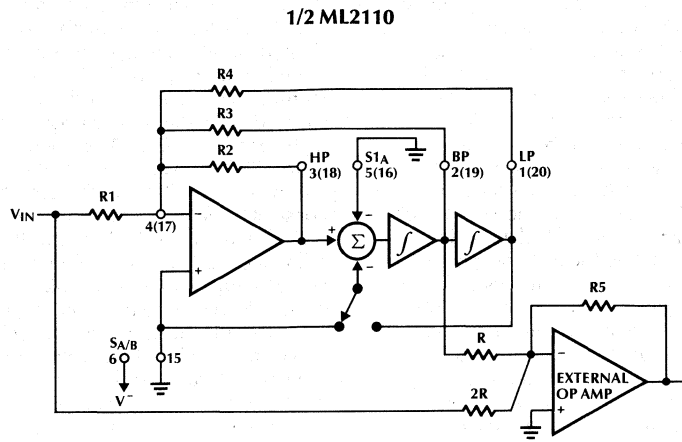 1/2 ML2110
R4
R3
R2
HP
3(18)
S1A
5(16)
BP
2(19)
LP
1(20)
R1
VIN
4(17)
−
+
+
−
Σ
∫
∫
−
R5
SA/B
6
15
V−
R
2R
−
EXTERNAL
OP AMP
+